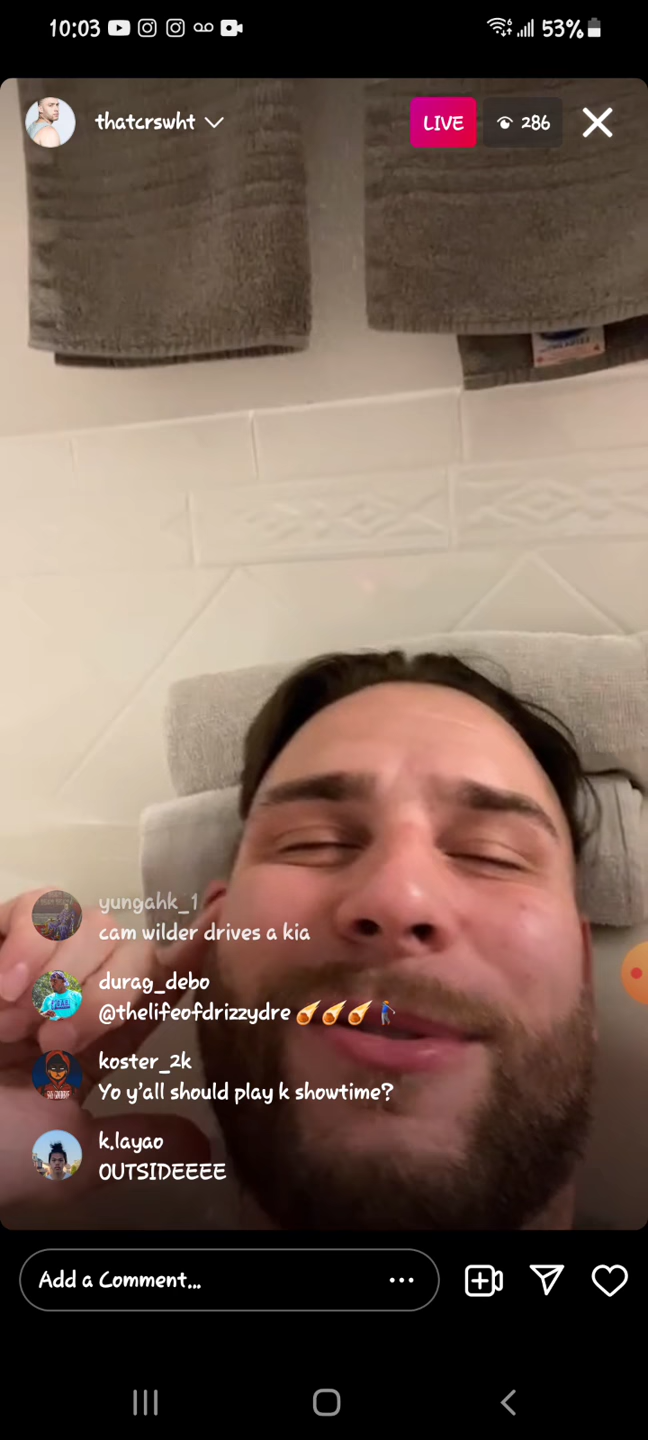 10:03
53%
thatcrswht
LIVE
286
yungahk_1
cam wilder drives a kia
durag_debo
@thelifeofdrizzydre ☄️☄️☄️🚶‍♂️
koster_2k
Yo y'all should play k showtime?
k.layao
OUTSIDEEEE
Add a Comment...